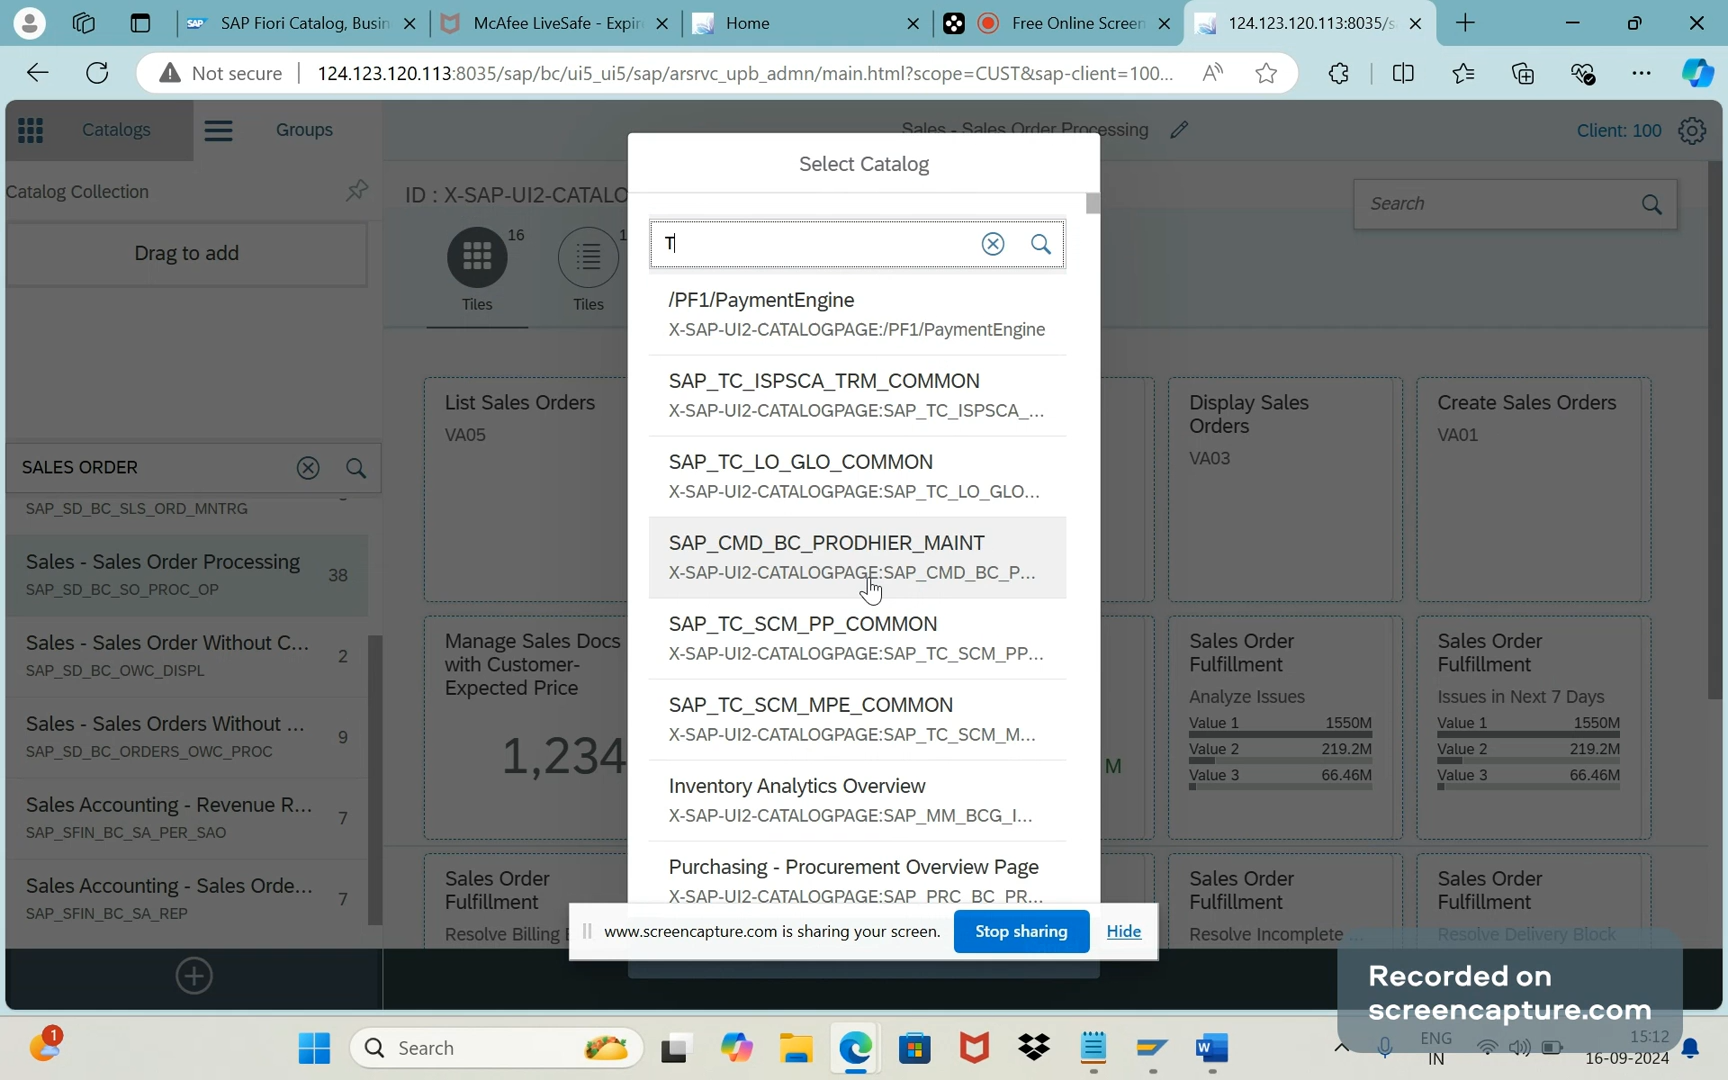 SAP Fiori Catalog, Busin
McAfee LiveSafe - Expir
Home
Free Online Screen
124.123.120.113:8035/s
Not secure
124.123.120.113:8035/sap/bc/ui5_ui5/sap/arsrvc_upb_admn/main.html?scope=CUST&sap-client=100...
Catalogs
Groups
Sales - Sales Order Processing
Client: 100
Catalog Collection
ID : X-SAP-UI2-CATALO
Search
Drag to add
16
Tiles
Tiles
SALES ORDER
SAP_SD_BC_SLS_ORD_MNTRG
Sales - Sales Order Processing
SAP_SD_BC_SO_PROC_OP
38
Sales - Sales Order Without C...
SAP_SD_BC_OWC_DISPL
2
Sales - Sales Orders Without ...
SAP_SD_BC_ORDERS_OWC_PROC
9
Sales Accounting - Revenue R...
SAP_SFIN_BC_SA_PER_SAO
7
Sales Accounting - Sales Orde...
SAP_SFIN_BC_SA_REP
7
List Sales Orders
VA05
Display Sales
Orders
VA03
Create Sales Orders
VA01
Manage Sales Docs
with Customer-
Expected Price
1,234
M
Sales Order
Fulfillment
Analyze Issues
Value 1 1550M
Value 2 219.2M
Value 3 66.46M
Sales Order
Fulfillment
Issues in Next 7 Days
Value 1 1550M
Value 2 219.2M
Value 3 66.46M
Sales Order
Fulfillment
Resolve Billing
Sales Order
Fulfillment
Resolve Incomplete ...
Sales Order
Fulfillment
Resolve Delivery Block
Select Catalog
T
/PF1/PaymentEngine
X-SAP-UI2-CATALOGPAGE:/PF1/PaymentEngine
SAP_TC_ISPSCA_TRM_COMMON
X-SAP-UI2-CATALOGPAGE:SAP_TC_ISPSCA_...
SAP_TC_LO_GLO_COMMON
X-SAP-UI2-CATALOGPAGE:SAP_TC_LO_GLO...
SAP_CMD_BC_PRODHIER_MAINT
X-SAP-UI2-CATALOGPAGE:SAP_CMD_BC_P...
SAP_TC_SCM_PP_COMMON
X-SAP-UI2-CATALOGPAGE:SAP_TC_SCM_PP...
SAP_TC_SCM_MPE_COMMON
X-SAP-UI2-CATALOGPAGE:SAP_TC_SCM_M...
Inventory Analytics Overview
X-SAP-UI2-CATALOGPAGE:SAP_MM_BCG_I...
Purchasing - Procurement Overview Page
X-SAP-UI2-CATALOGPAGE:SAP_PRC_BC_PR...
www.screencapture.com is sharing your screen.
Stop sharing
Hide
Recorded on
screencapture.com
1
Search
ENG
IN
15:12
16-09-2024